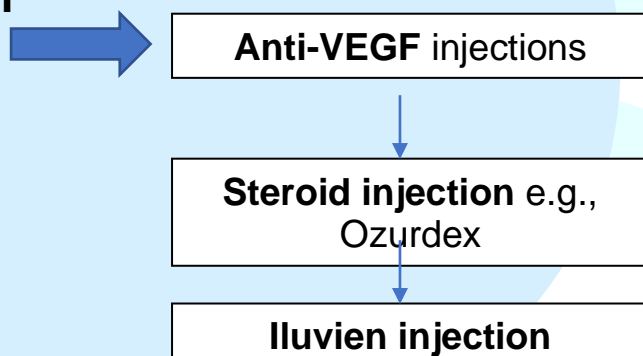 Anti-VEGF injections
Steroid injection e.g.,
Ozurdex
Iluvien injection